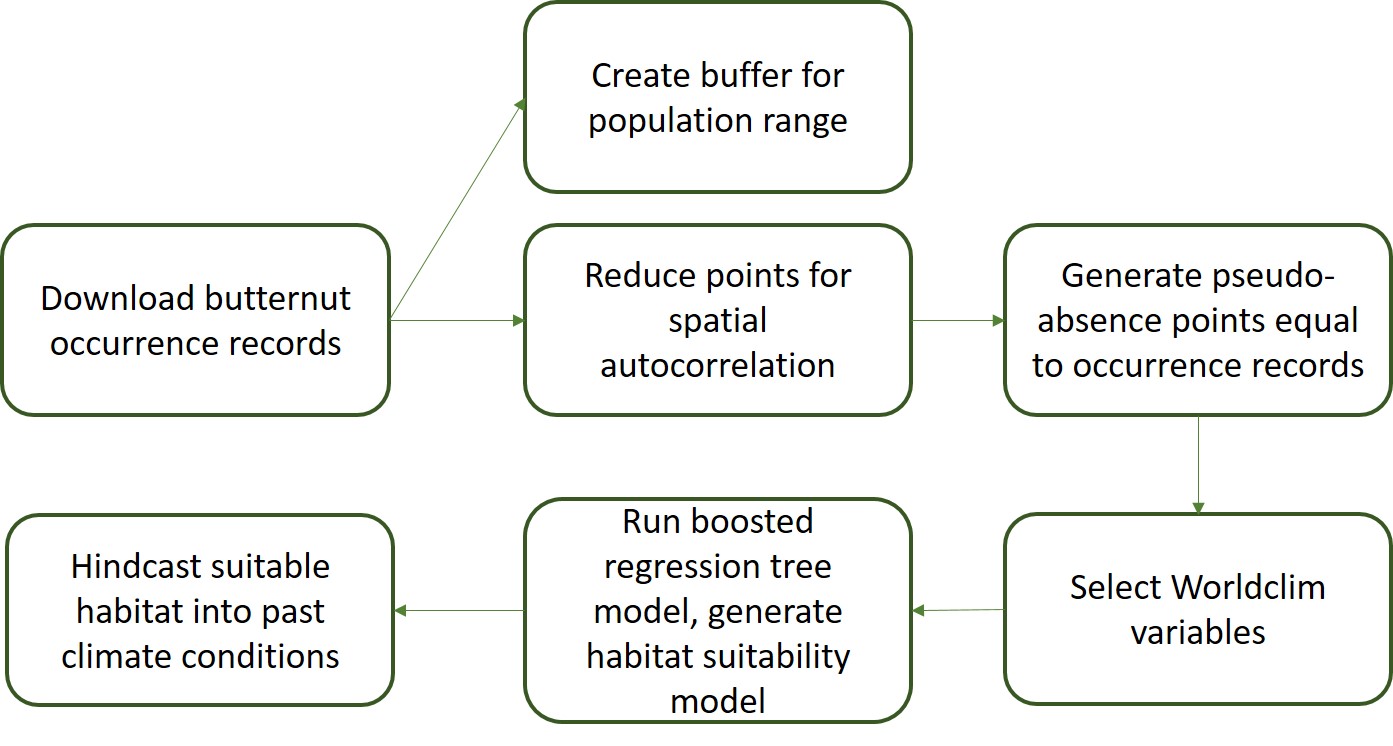 Create buffer for
population range
Download butternut
occurrence records
Reduce points for
spatial
autocorrelation
Generate pseudo-
absence points equal
to occurrence records
Select Worldclim
variables
Run boosted
regression tree
model, generate
habitat suitability
model
Hindcast suitable
habitat into past
climate conditions